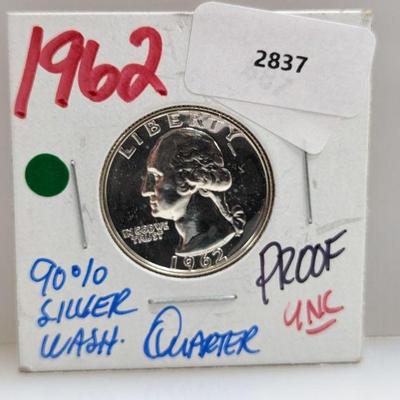 1962
2837
LIBERTY
IN GOD WE
TRUST
1962
90%
SILVER
WASH. QUARTER
PROOF
UNC